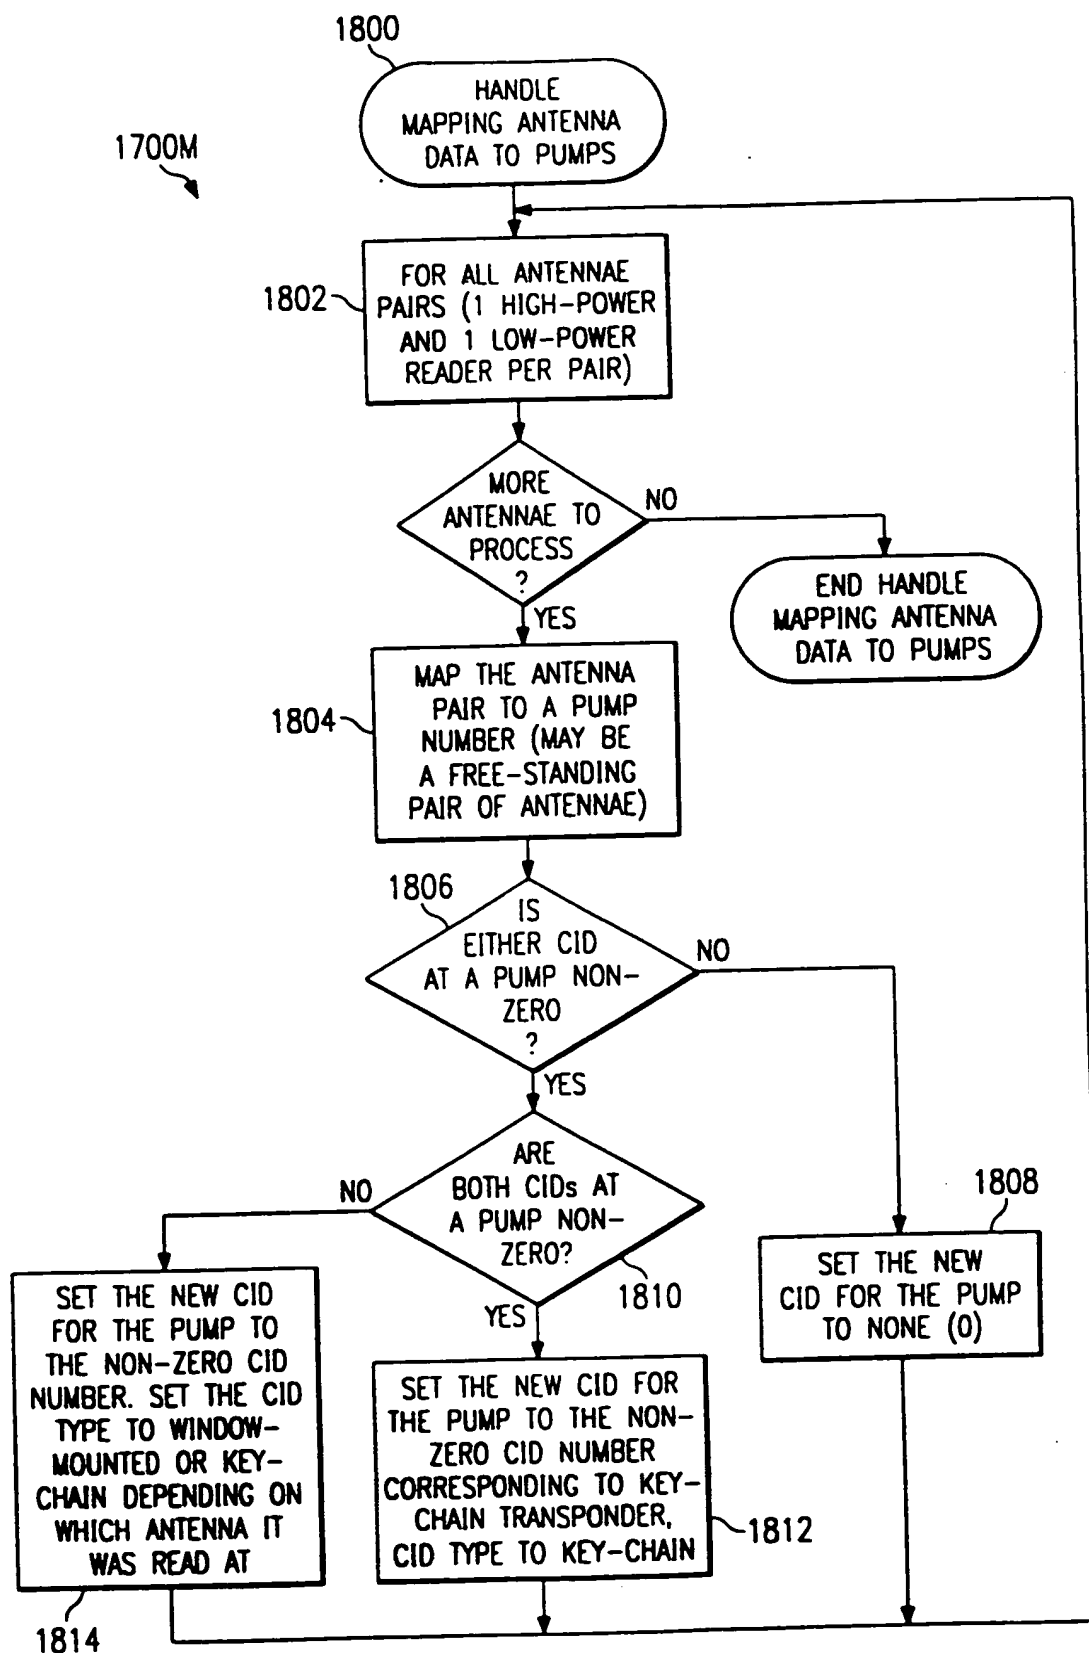 1800
HANDLE
MAPPING ANTENNA
DATA TO PUMPS
1700M
1802
FOR ALL ANTENNAE
PAIRS (1 HIGH-POWER
AND 1 LOW-POWER
READER PER PAIR)
MORE
ANTENNAE TO
PROCESS
?
NO
YES
END HANDLE
MAPPING ANTENNA
DATA TO PUMPS
1804
MAP THE ANTENNA
PAIR TO A PUMP
NUMBER (MAY BE
A FREE-STANDING
PAIR OF ANTENNAE)
1806
IS
EITHER CID
AT A PUMP NON-
ZERO
?
NO
YES
ARE
BOTH CIDs AT
A PUMP NON-
ZERO?
NO
YES
1810
1808
SET THE NEW
CID FOR THE PUMP
TO NONE (0)
SET THE NEW CID
FOR THE PUMP TO
THE NON-ZERO CID
NUMBER. SET THE CID
TYPE TO WINDOW-
MOUNTED OR KEY-
CHAIN DEPENDING ON
WHICH ANTENNA IT
WAS READ AT
1814
SET THE NEW CID FOR
THE PUMP TO THE NON-
ZERO CID NUMBER
CORRESPONDING TO KEY-
CHAIN TRANSPONDER,
CID TYPE TO KEY-CHAIN
1812